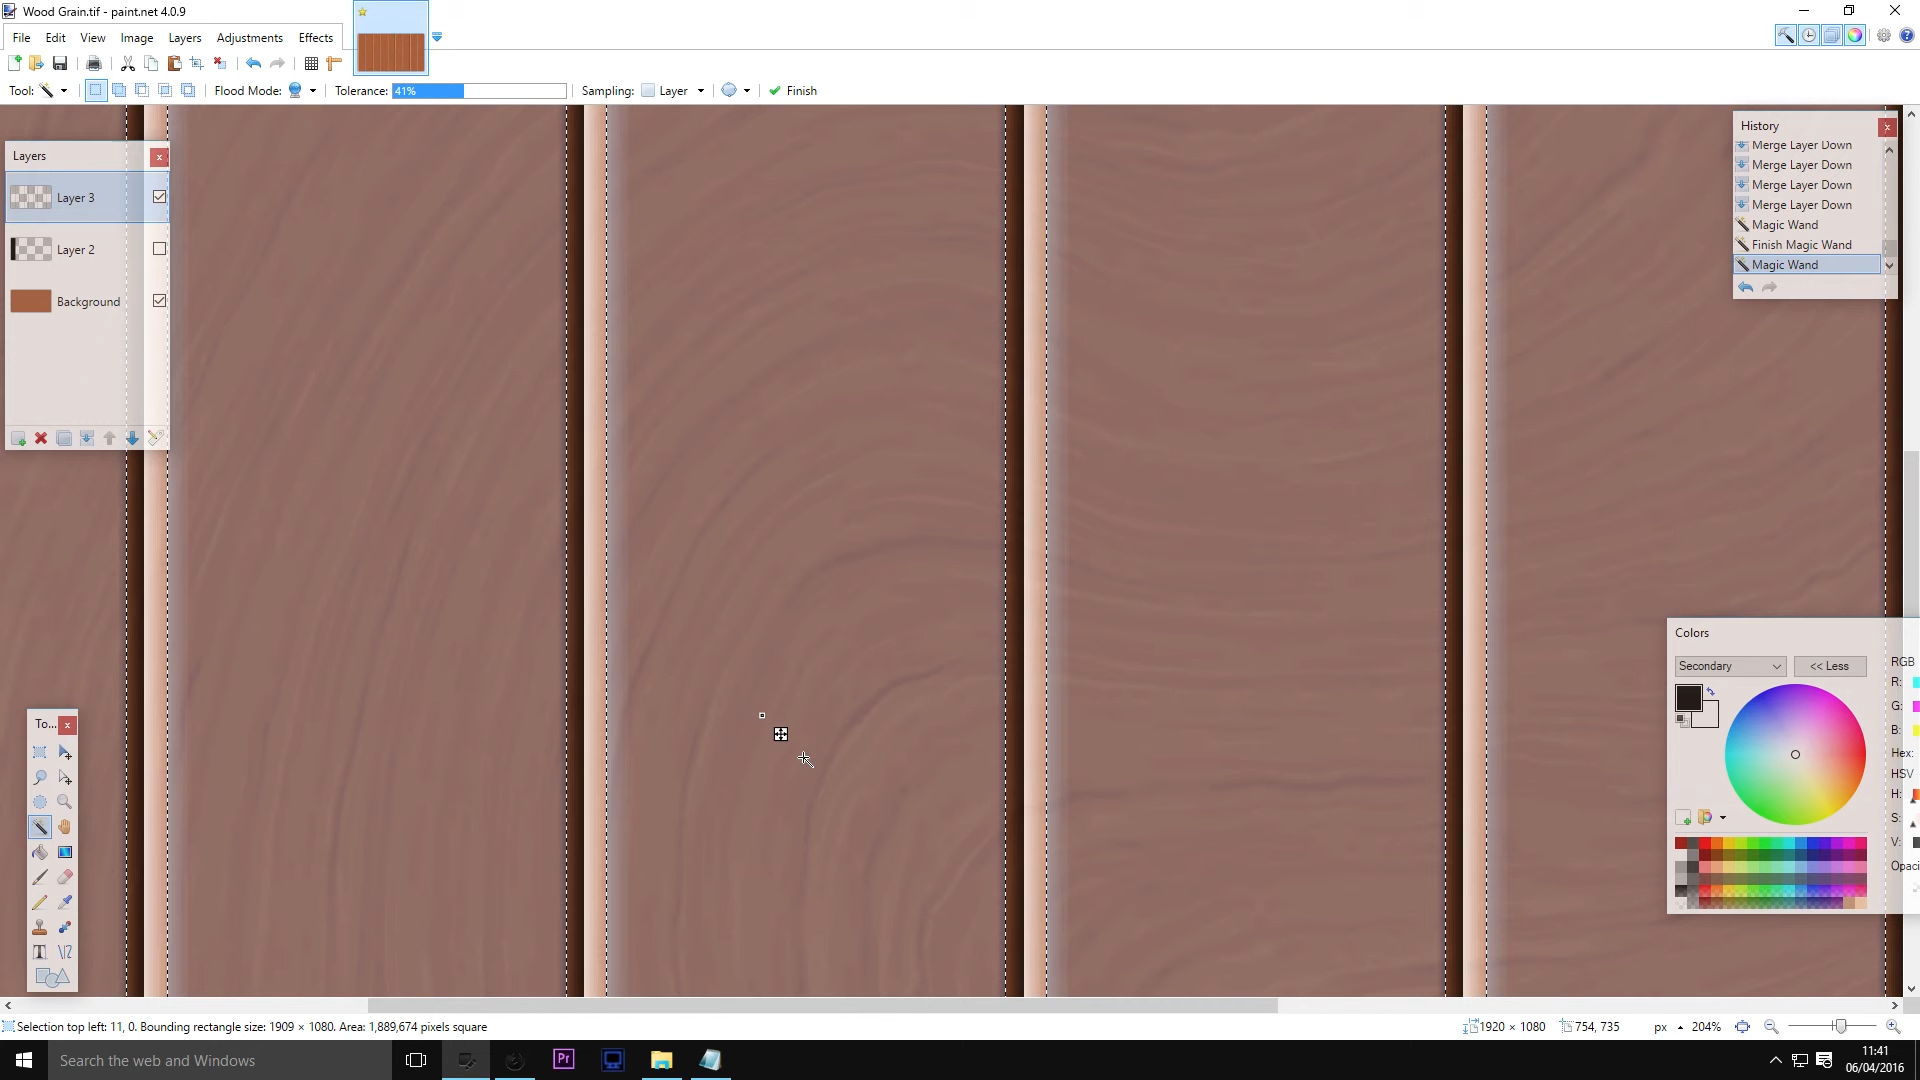 Wood Grain.tif - paint.net 4.0.9
File Edit View Image Layers Adjustments Effects
Tool: Flood Mode: Tolerance: 41% Sampling: Layer Finish
Layers
Layer 3
Layer 2
Background
History
Merge Layer Down
Merge Layer Down
Merge Layer Down
Merge Layer Down
Magic Wand
Finish Magic Wand
Magic Wand
Colors
Secondary << Less RGB
R:
G:
B:
Hex:
HSV
H:
S:
V:
Opaci
To...
Selection top left: 11, 0. Bounding rectangle size: 1909 × 1080. Area: 1,889,674 pixels square 1920 × 1080 754, 735 px 204%
Search the web and Windows
Pr
11:41
06/04/2016